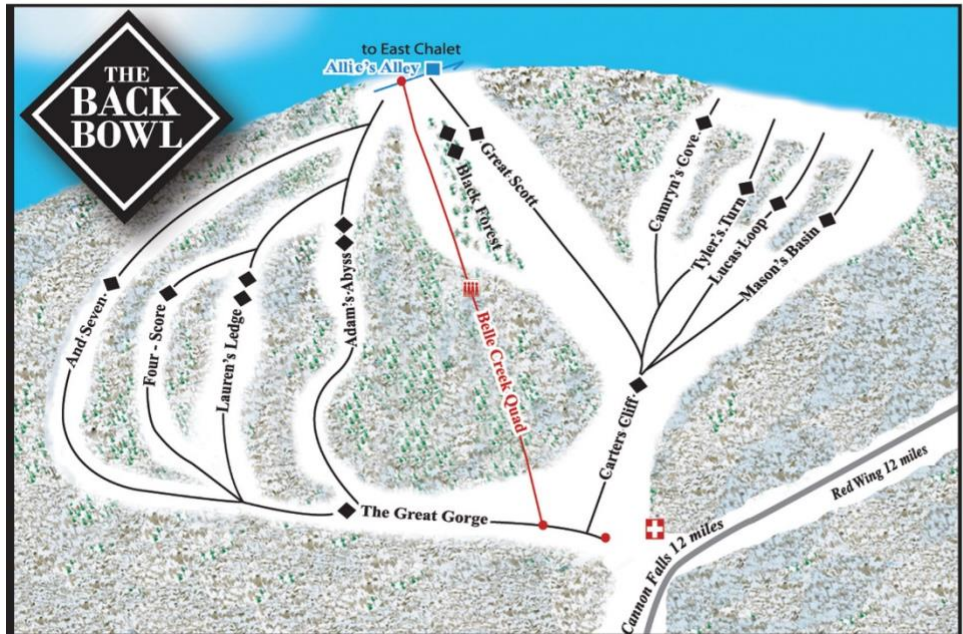 THE
BACK
BOWL
to East Chalet
Allie's Alley
Great Scott
Black Forest
Camryn's Cove
Tyler's Turn
Lucas Loop
Mason's Basin
And Seven
Four - Score
Lauren's Ledge
Adam's Abyss
Belle Creek Quad
Carters Cliff
The Great Gorge
Red Wing 12 miles
Cannon Falls 12 miles